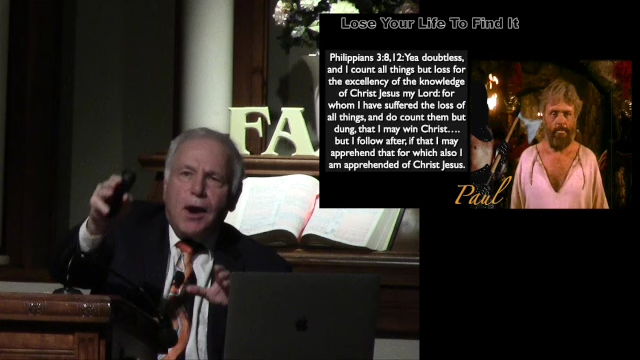 Lose Your Life To Find It
Philippians 3:8,12:Yea doubtless,
and I count all things but loss for
the excellency of the knowledge
of Christ Jesus my Lord: for
whom I have suffered the loss of
all things, and do count them but
dung, that I may win Christ....
but I follow after, if that I may
apprehend that for which also I
am apprehended of Christ Jesus.
Paul
FA